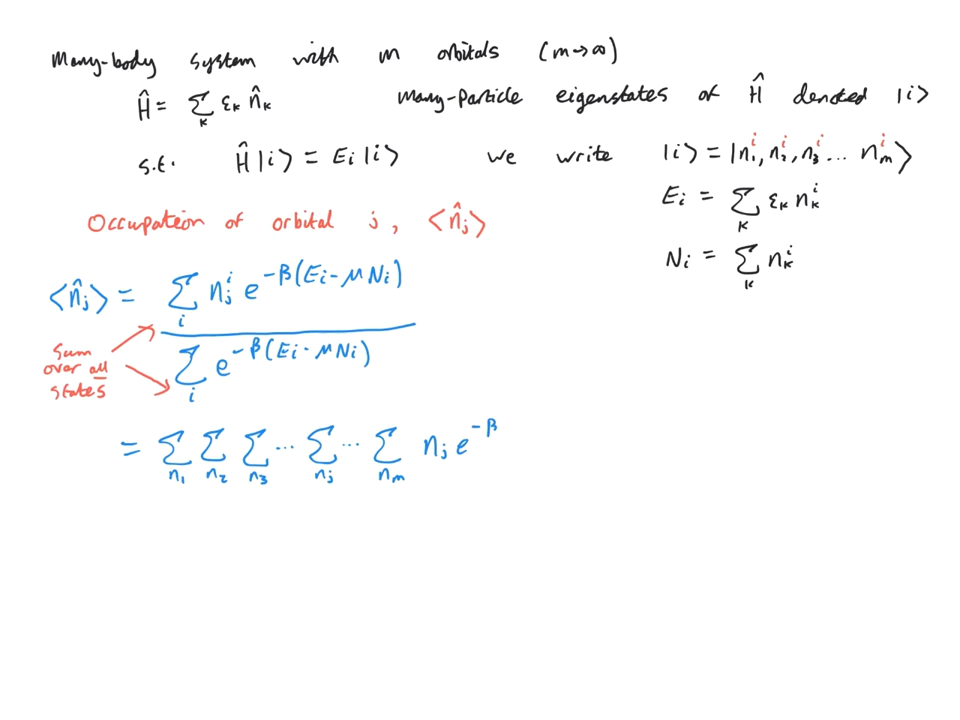 Many-body system with m orbitals (m→∞)
Ĥ = Σ_k ε_k n̂_k   Many-Particle eigenstates of Ĥ denoted |i>
s.t. Ĥ|i> = E_i|i>   we write |i> = |n_1^i, n_2^i, n_3^i ... n_m^i>
E_i = Σ_k ε_k n_k^i
Occupation of orbital j, <n̂_j>
N_i = Σ_k n_k^i
<n̂_j> = Σ_i n_j^i e^{-β(E_i - μN_i)}
Σ_i e^{-β(E_i - μN_i)}
Sum
over all
states
= Σ_{n_1} Σ_{n_2} Σ_{n_3} ... Σ_{n_j} ... Σ_{n_m} n_j e^{-β